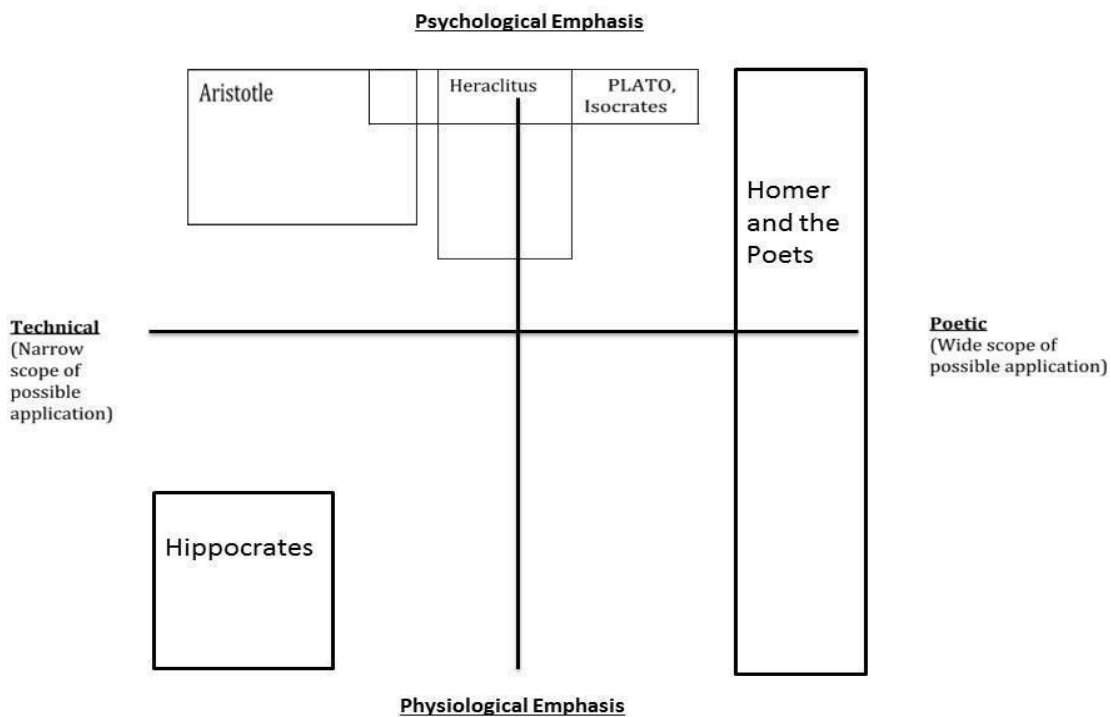 Psychological Emphasis
Aristotle
Heraclitus
PLATO,
Isocrates
Homer
and the
Poets
Technical
(Narrow
scope of
possible
application)
Poetic
(Wide scope of
possible application)
Hippocrates
Physiological Emphasis